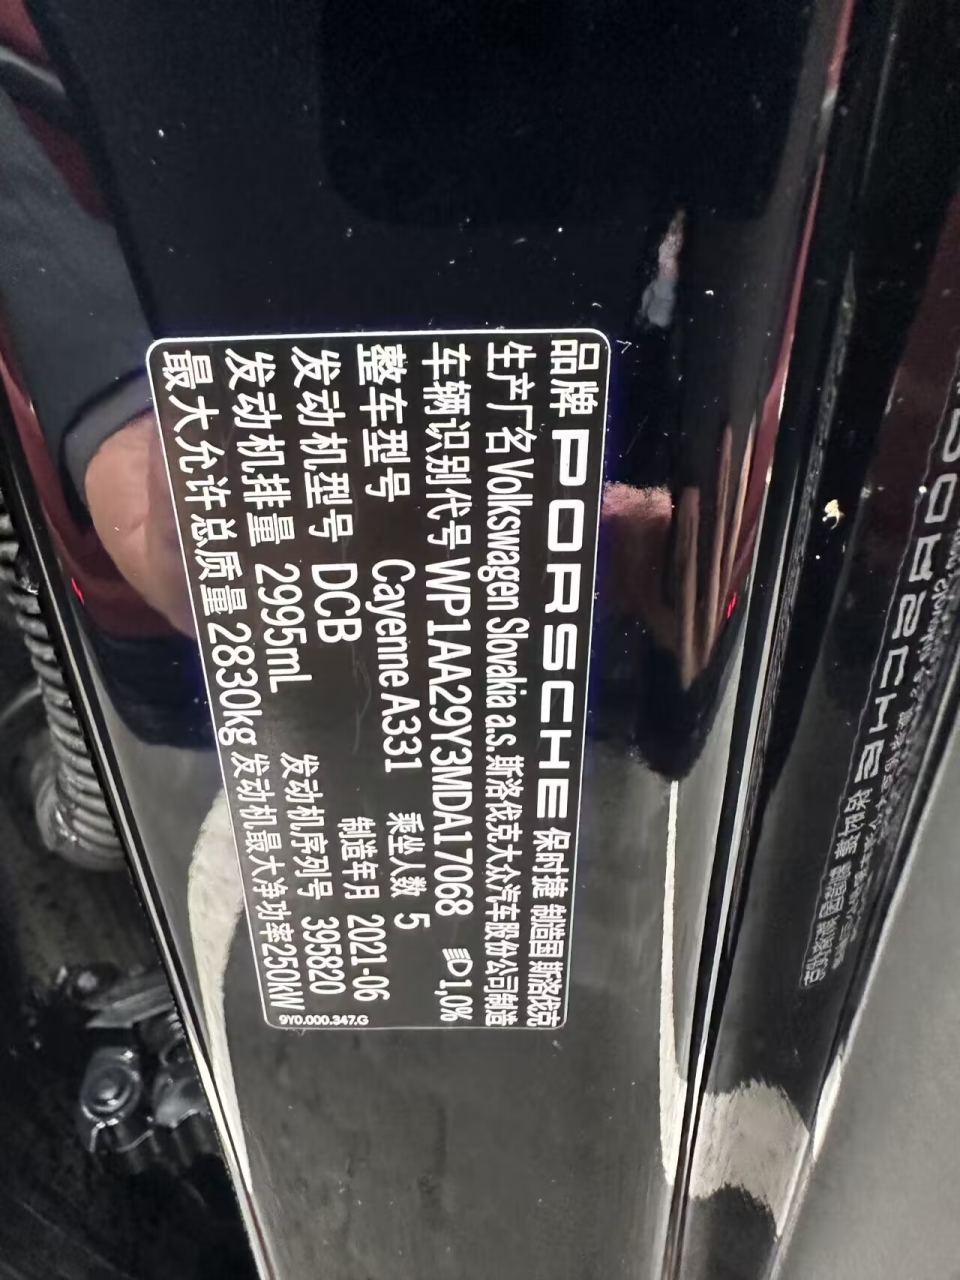 品牌 PORSCHE 保时捷 制造国 斯洛伐克
生产厂名 Volkswagen Slovakia a.s. 斯洛伐克大众汽车股份公司制造
车辆识别代号 WP1AA29Y3MDA17068 1,0%
整车型号 Cayenne A331 乘坐人数 5
发动机型号 DCB 制造年月 2021-06
发动机排量 2995mL 发动机序列号 395820
最大允许总质量 2830kg 发动机最大净功率250kW
9Y0.000.347.G